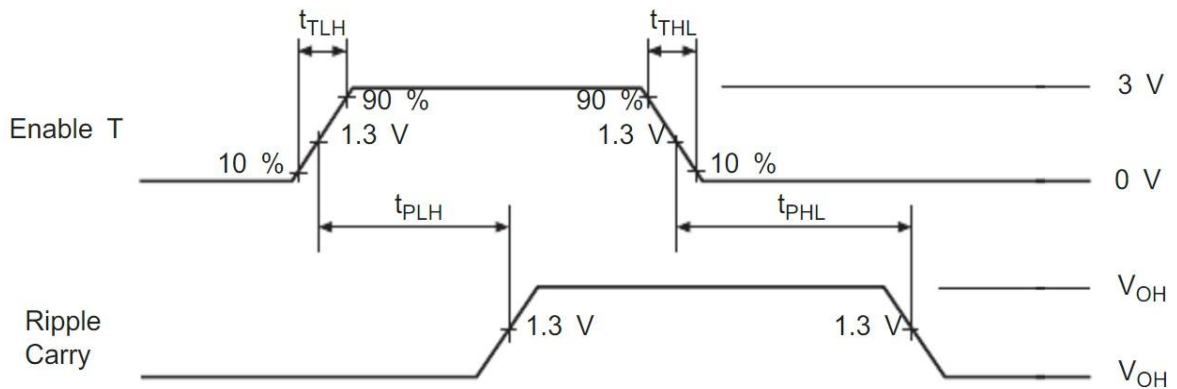 tTLH
tTHL
Enable T
90 %
90 %
3 V
1.3 V
1.3 V
10 %
10 %
0 V
tPLH
tPHL
Ripple
Carry
VOH
1.3 V
1.3 V
VOH